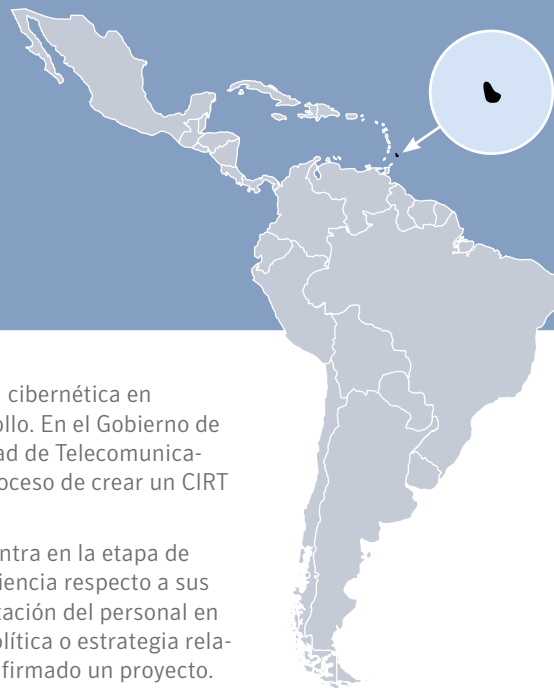 cibernética en
ollo. En el Gobierno de
ad de Telecomunica-
oceso de crear un CIRT
ntra en la etapa de
iencia respecto a sus
tación del personal en
olítica o estrategia rela-
firmado un proyecto.